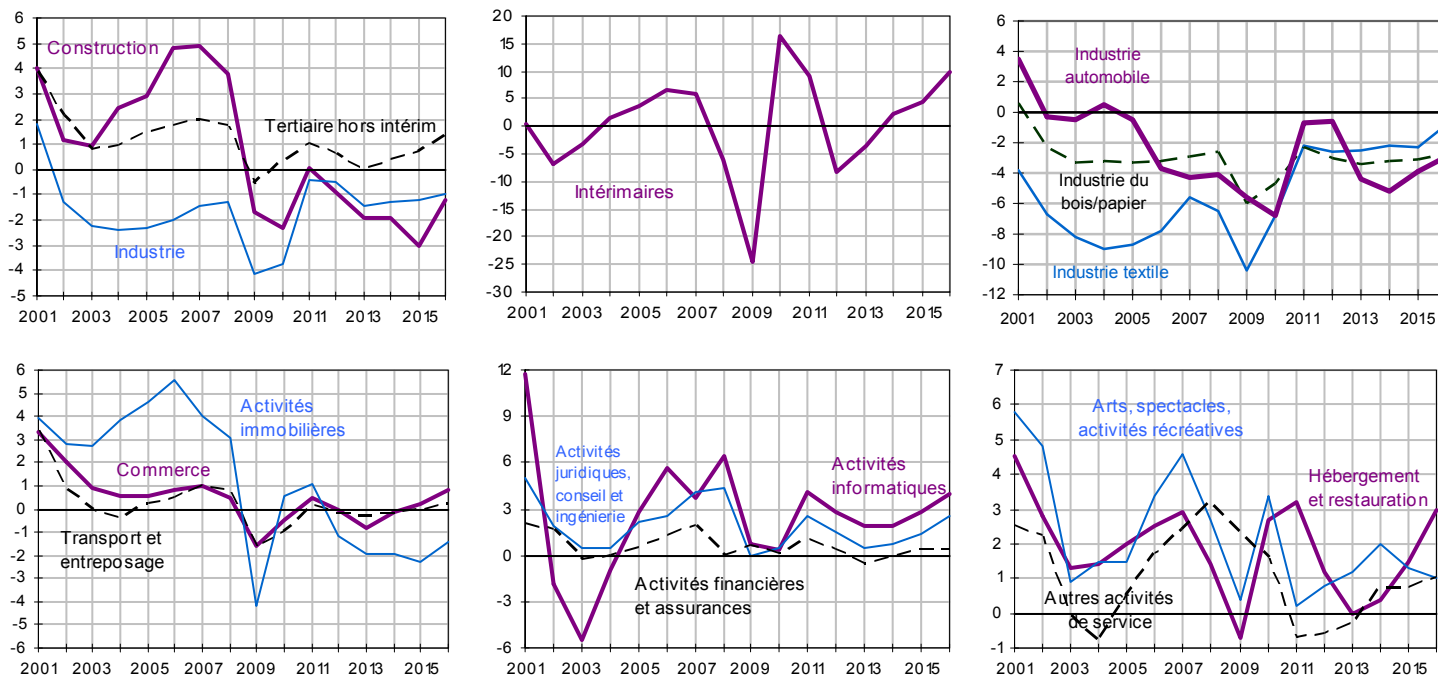 6
5
4
3
2
1
0
-1
-2
-3
-4
-5
Construction
Tertiaire hors intérim
Industrie
2001 2003 2005 2007 2009 2011 2013 2015
20
15
10
5
0
-5
-10
-15
-20
-25
-30
Intérimaires
2001 2003 2005 2007 2009 2011 2013 2015
6
4
2
0
-2
-4
-6
-8
-10
-12
Industrie
automobile
Industrie du
bois/papier
Industrie textile
2001 2003 2005 2007 2009 2011 2013 2015
6
5
4
3
2
1
0
-1
-2
-3
-4
-5
-6
Activités
immobilières
Commerce
Transport et
entreposage
2001 2003 2005 2007 2009 2011 2013 2015
12
9
6
3
0
-3
-6
Activités
juridiques,
conseil et
ingénierie
Activités
informatiques
Activités financières
et assurances
2001 2003 2005 2007 2009 2011 2013 2015
7
6
5
4
3
2
1
0
-1
Arts, spectacles,
activités récréatives
Hébergement
et restauration
Autres activités
de service
2001 2003 2005 2007 2009 2011 2013 2015